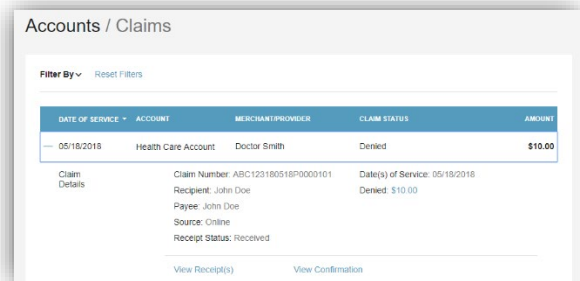 Accounts / Claims
Filter By Reset Filters
DATE OF SERVICE ACCOUNT MERCHANT/PROVIDER CLAIM STATUS AMOUNT
05/18/2018 Health Care Account Doctor Smith Denied $10.00
Claim Details
Claim Number: ABC123180518P0000101 Date(s) of Service: 05/18/2018
Recipient: John Doe Denied: $10.00
Payee: John Doe
Source: Online
Receipt Status: Received
View Receipt(s) View Confirmation